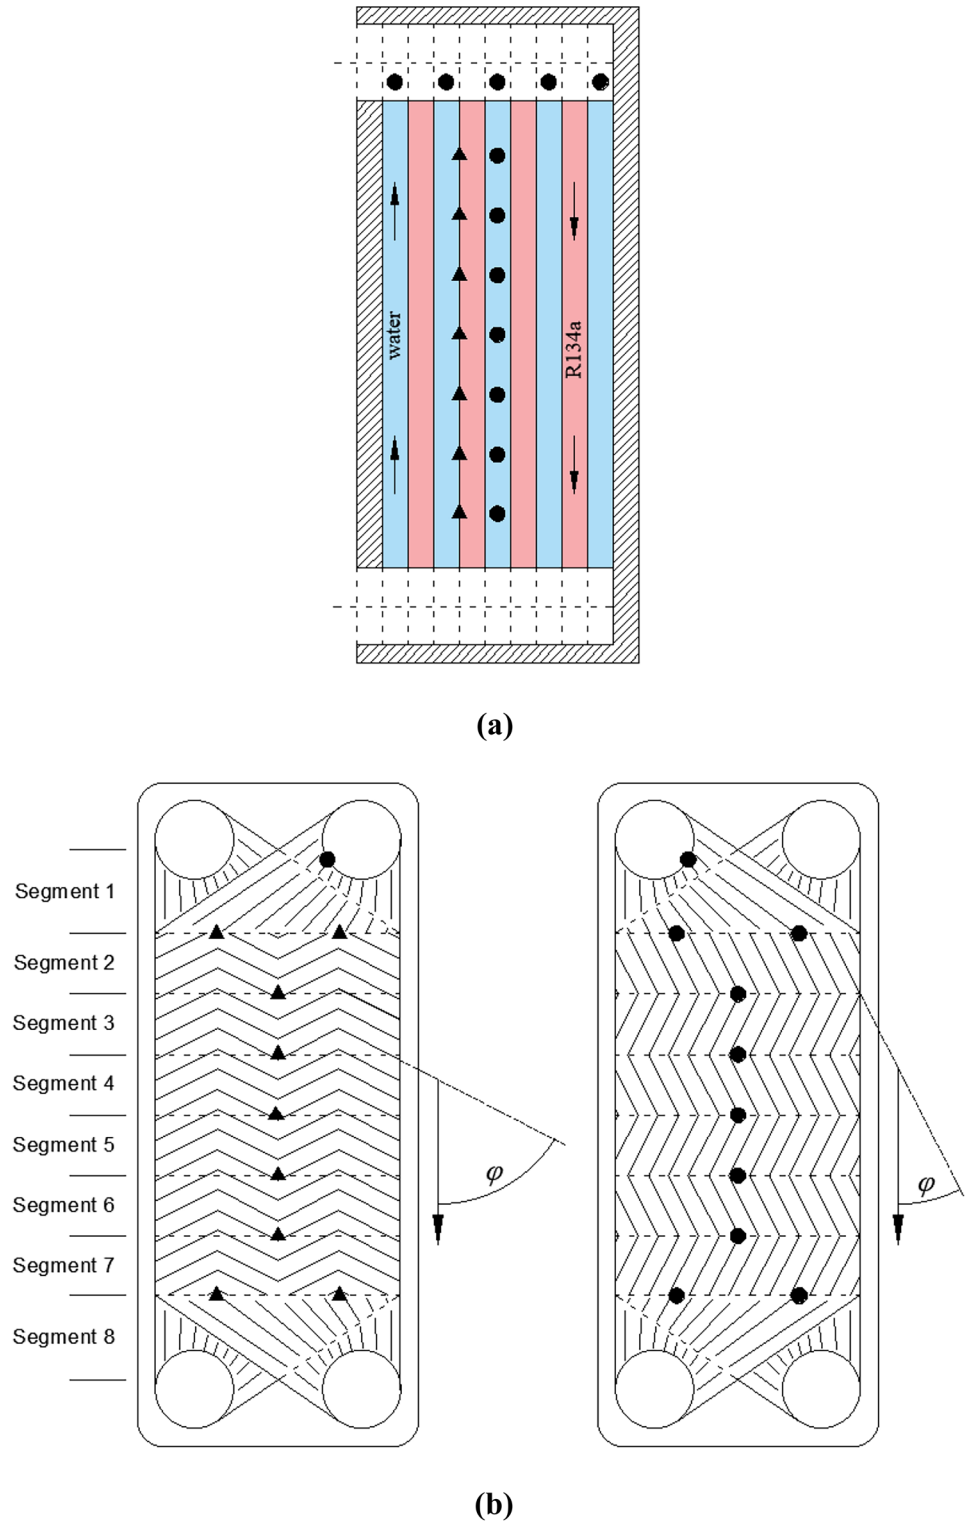 water
R134a
(a)
Segment 1
Segment 2
Segment 3
Segment 4
Segment 5
Segment 6
Segment 7
Segment 8
φ
φ
(b)